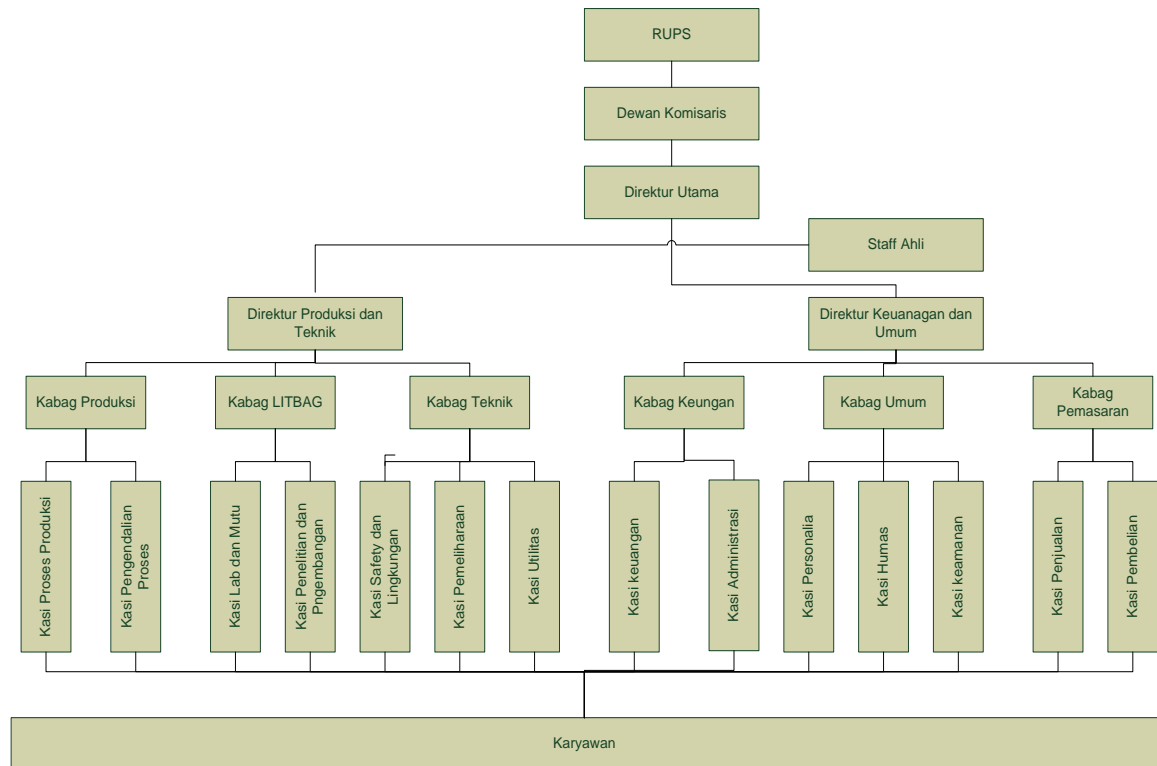 RUPS
Dewan Komisaris
Direktur Utama
Staff Ahli
Direktur Produksi dan
Teknik
Direktur Keuanagan dan
Umum
Kabag Produksi
Kabag LITBAG
Kabag Teknik
Kabag Keungan
Kabag Umum
Kabag
Pemasaran
Kasi Proses Produksi
Kasi Pengendalian
Proses
Kasi Lab dan Mutu
Kasi Penelitian dan
Pngembangan
Kasi Safety dan
Lingkungan
Kasi Pemeliharaan
Kasi Utilitas
Kasi keuangan
Kasi Administrasi
Kasi Personalia
Kasi Humas
Kasi keamanan
Kasi Penjualan
Kasi Pembelian
Karyawan